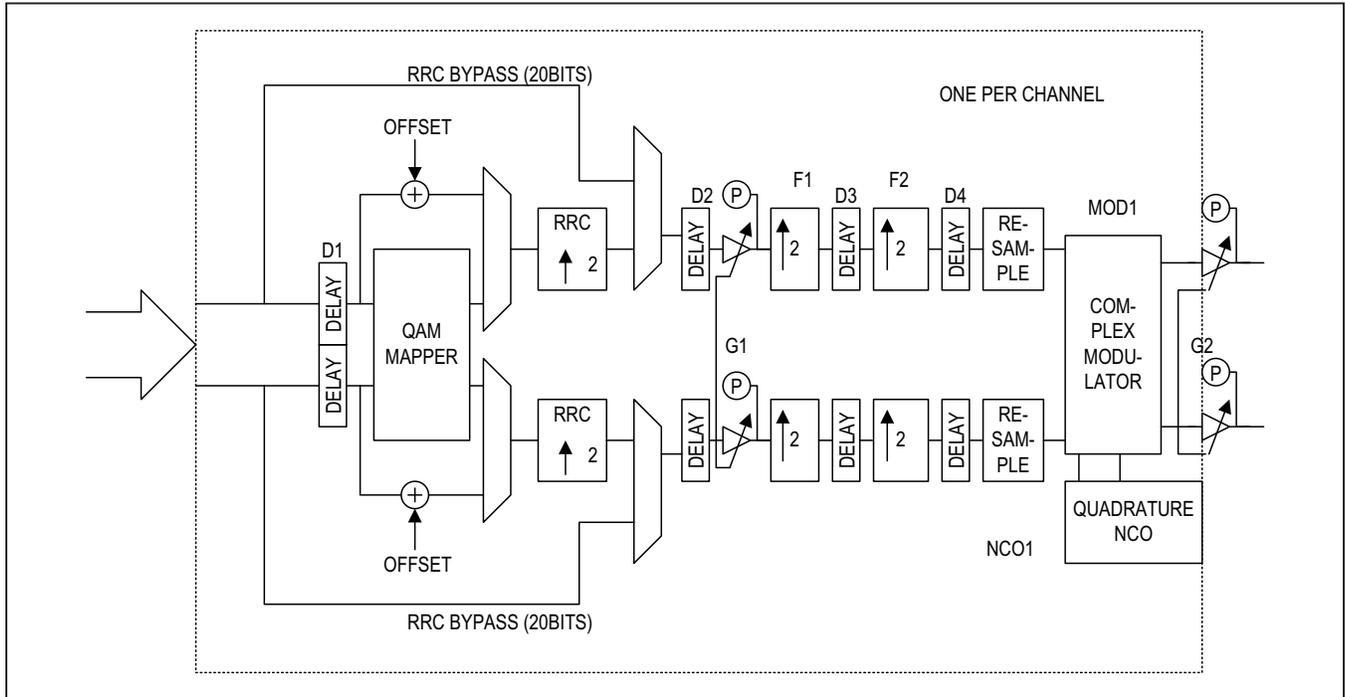 RRC BYPASS (20BITS)
ONE PER CHANNEL
OFFSET
+
D1
DELAY
DELAY
QAM
MAPPER
RRC
2
D2
DELAY
P
F1
2
D3
DELAY
F2
2
D4
DELAY
RE-
SAM-
PLE
MOD1
COM-
PLEX
MODU-
LATOR
P
G1
G2
RRC
2
DELAY
P
2
DELAY
2
DELAY
RE-
SAM-
PLE
P
+
OFFSET
QUADRATURE
NCO
NCO1
RRC BYPASS (20BITS)